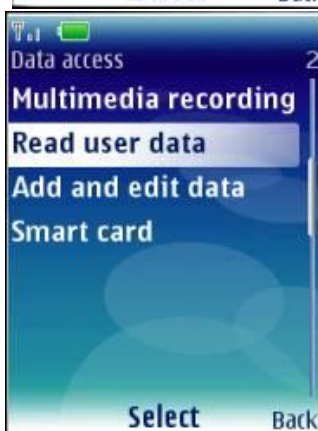 Data access 2
Multimedia recording
Read user data
Add and edit data
Smart card
Select Back